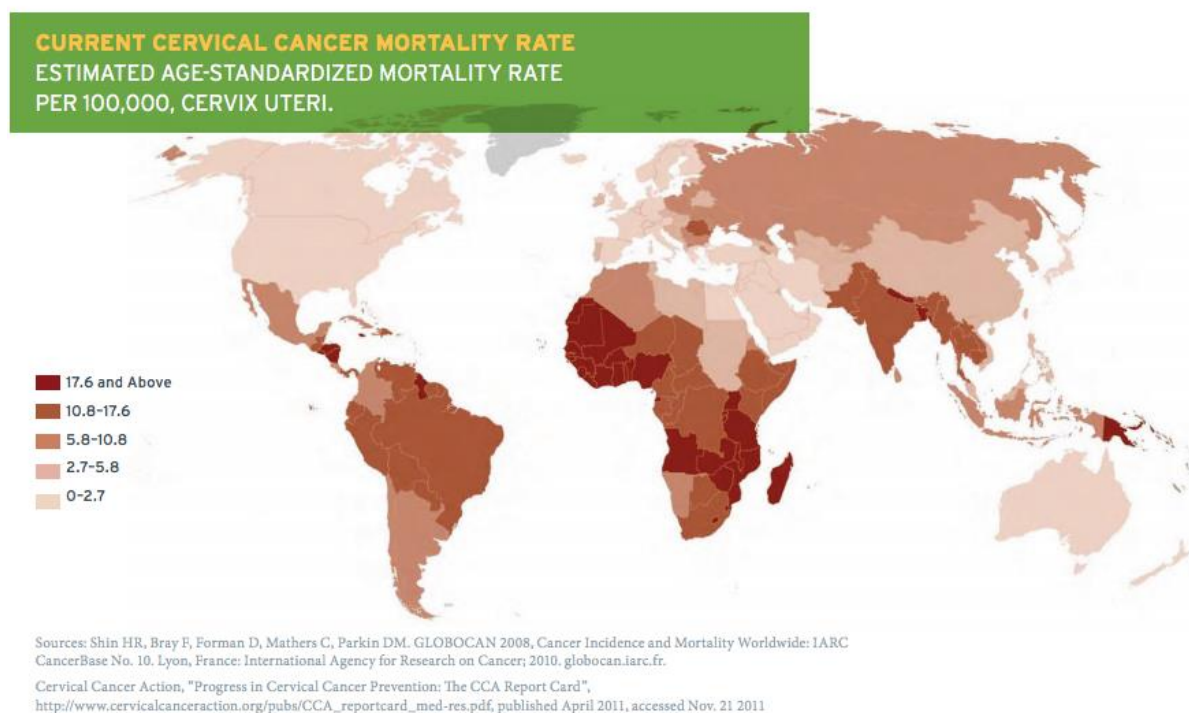 CURRENT CERVICAL CANCER MORTALITY RATE
ESTIMATED AGE-STANDARDIZED MORTALITY RATE
PER 100,000, CERVIX UTERI.
17.6 and Above
10.8–17.6
5.8–10.8
2.7–5.8
0–2.7
Sources: Shin HR, Bray F, Forman D, Mathers C, Parkin DM. GLOBOCAN 2008, Cancer Incidence and Mortality Worldwide: IARC
CancerBase No. 10. Lyon, France: International Agency for Research on Cancer; 2010. globocan.iarc.fr.
Cervical Cancer Action, "Progress in Cervical Cancer Prevention: The CCA Report Card",
http://www.cervicalcanceraction.org/pubs/CCA_reportcard_med-res.pdf, published April 2011, accessed Nov. 21 2011